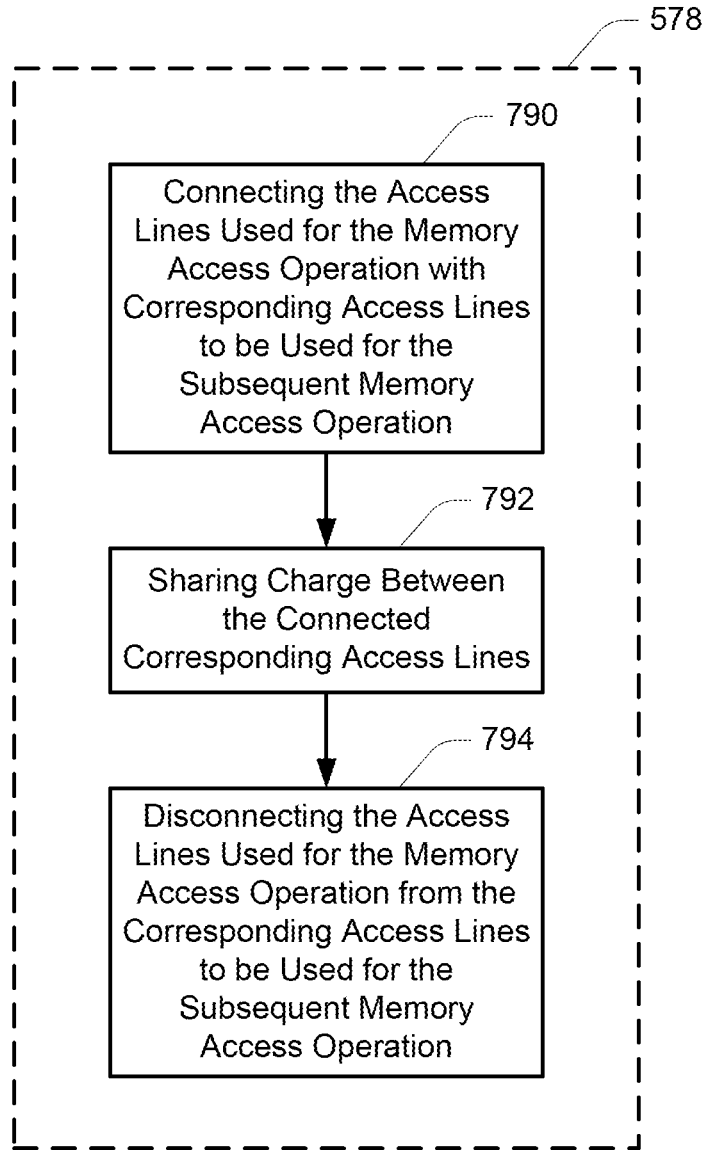 578
790
Connecting the Access
Lines Used for the Memory
Access Operation with
Corresponding Access Lines
to be Used for the
Subsequent Memory
Access Operation
792
Sharing Charge Between
the Connected
Corresponding Access Lines
794
Disconnecting the Access
Lines Used for the Memory
Access Operation from the
Corresponding Access Lines
to be Used for the
Subsequent Memory
Access Operation